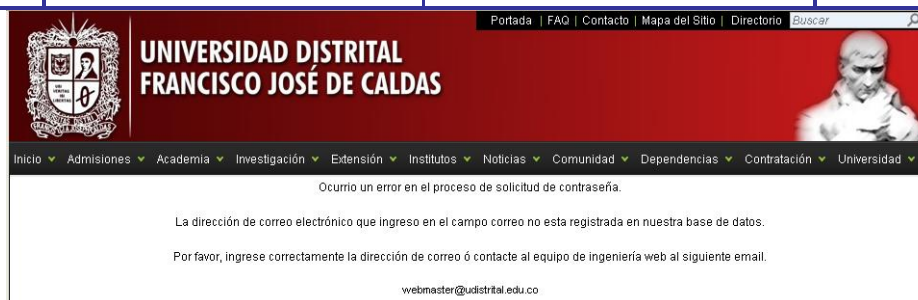 Portada | FAQ | Contacto | Mapa del Sitio | Directorio Buscar
UNIVERSIDAD DISTRITAL
FRANCISCO JOSÉ DE CALDAS
Inicio Admisiones Academia Investigación Extensión Institutos Noticias Comunidad Dependencias Contratación Universidad
Ocurrio un error en el proceso de solicitud de contraseña.
La dirección de correo electrónico que ingreso en el campo correo no esta registrada en nuestra base de datos.
Por favor, ingrese correctamente la dirección de correo ó contacte al equipo de ingeniería web al siguiente email.
webmaster@udistrital.edu.co